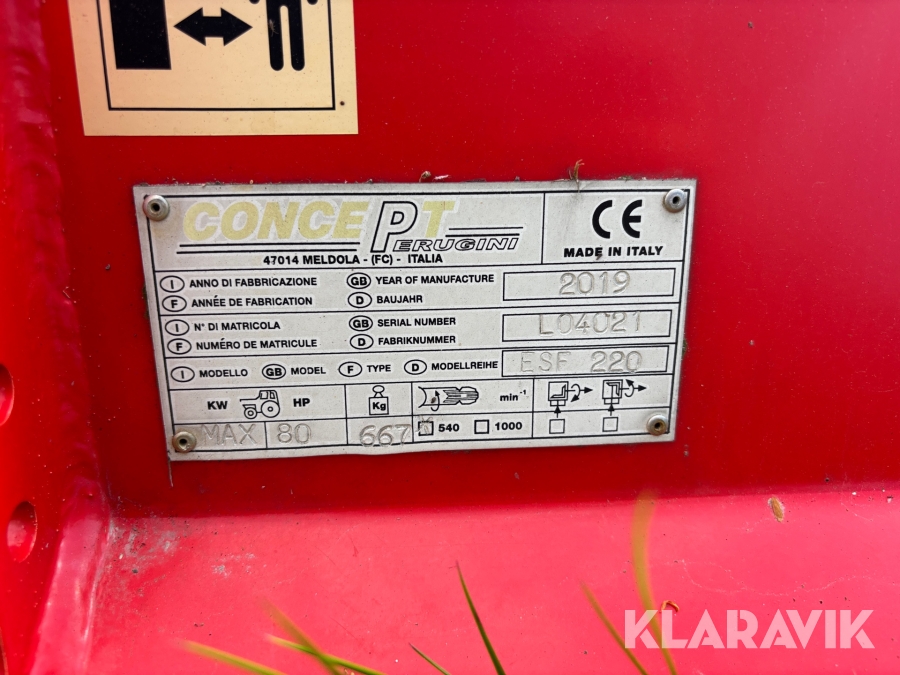 CONCEPT
PERUGINI
47014 MELDOLA - (FC) - ITALIA
CE
MADE IN ITALY
I ANNO DI FABBRICAZIONE GB YEAR OF MANUFACTURE
F ANNÉE DE FABRICATION D BAUJAHR
2019
I N° DI MATRICOLA GB SERIAL NUMBER
F NUMÉRO DE MATRICULE D FABRIKNUMMER
L04021
I MODELLO GB MODEL F TYPE D MODELLREIHE
ESF 220
KW HP Kg min-1
MAX 80 667 X 540 1000
KLARAVIK